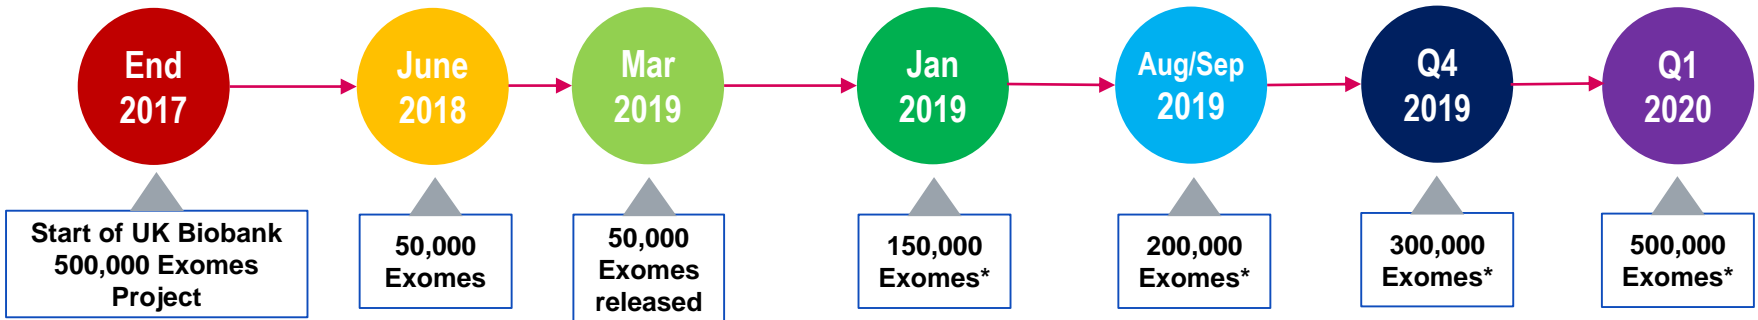 End
2017
June
2018
Mar
2019
Jan
2019
Aug/Sep
2019
Q4
2019
Q1
2020
Start of UK Biobank
500,000 Exomes
Project
50,000
Exomes
50,000
Exomes
released
150,000
Exomes*
200,000
Exomes*
300,000
Exomes*
500,000
Exomes*